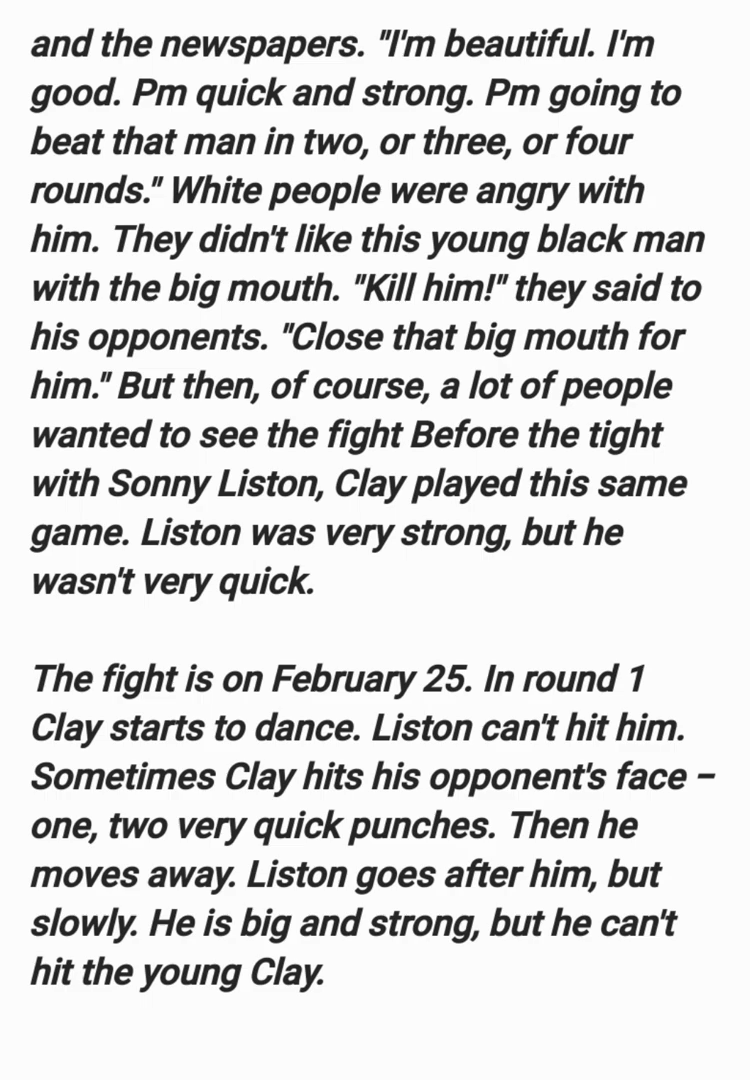 and the newspapers. "I'm beautiful. I'm
good. Pm quick and strong. Pm going to
beat that man in two, or three, or four
rounds." White people were angry with
him. They didn't like this young black man
with the big mouth. "Kill him!" they said to
his opponents. "Close that big mouth for
him." But then, of course, a lot of people
wanted to see the fight Before the tight
with Sonny Liston, Clay played this same
game. Liston was very strong, but he
wasn't very quick.
The fight is on February 25. In round 1
Clay starts to dance. Liston can't hit him.
Sometimes Clay hits his opponent's face –
one, two very quick punches. Then he
moves away. Liston goes after him, but
slowly. He is big and strong, but he can't
hit the young Clay.